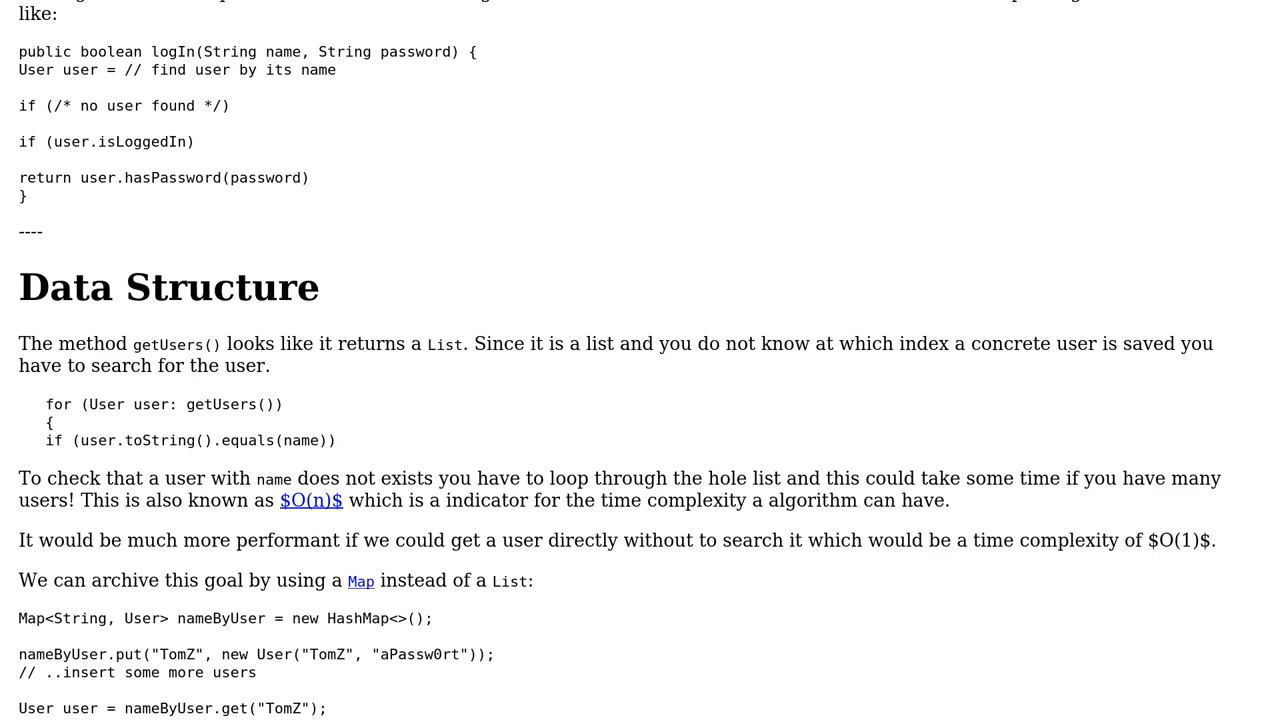 like:
public boolean logIn(String name, String password) {
User user = // find user by its name
if (/* no user found */)
if (user.isLoggedIn)
return user.hasPassword(password)
}
----
Data Structure
The method getUsers() looks like it returns a List. Since it is a list and you do not know at which index a concrete user is saved you
have to search for the user.
for (User user: getUsers())
{
if (user.toString().equals(name))
To check that a user with name does not exists you have to loop through the hole list and this could take some time if you have many
users! This is also known as $O(n)$ which is a indicator for the time complexity a algorithm can have.
It would be much more performant if we could get a user directly without to search it which would be a time complexity of $O(1)$.
We can archive this goal by using a Map instead of a List:
Map<String, User> nameByUser = new HashMap<>();
nameByUser.put("TomZ", new User("TomZ", "aPassw0rt"));
// ..insert some more users
User user = nameByUser.get("TomZ");